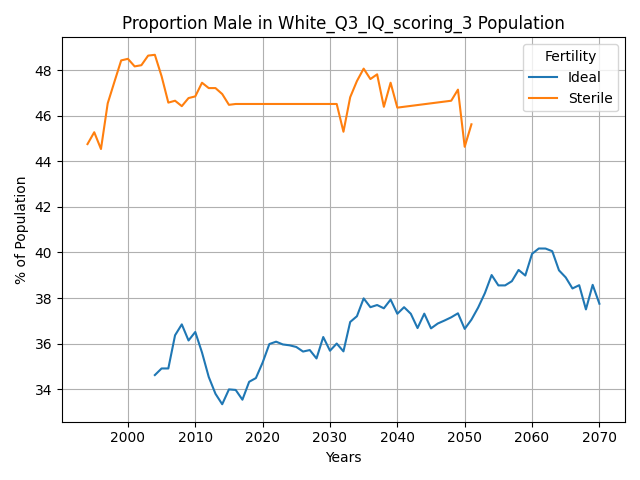 Proportion Male in White_Q3_IQ_scoring_3 Population
Fertility
Ideal
Sterile
% of Population
48
46
44
42
40
38
36
34
2000
2010
2020
2030
2040
2050
2060
2070
Years